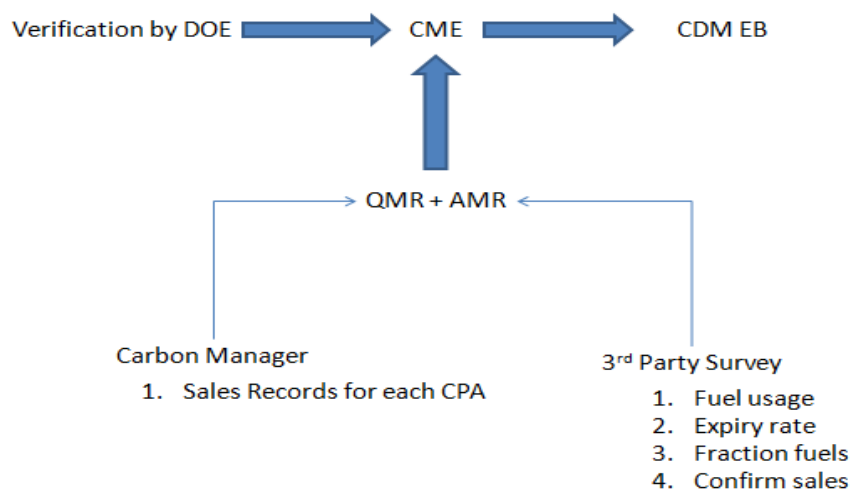 Verification by DOE CME CDM EB
QMR + AMR
Carbon Manager
1. Sales Records for each CPA
3rd Party Survey
1. Fuel usage
2. Expiry rate
3. Fraction fuels
4. Confirm sales